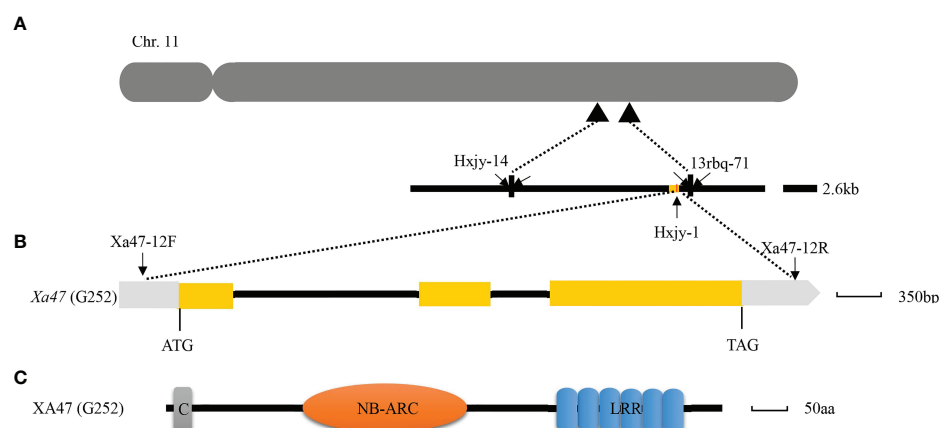 A
Chr. 11
Hxjy-14
13rbq-71
2.6kb
Hxjy-1
B
Xa47-12F
Xa47-12R
Xa47 (G252)
350bp
ATG
TAG
C
XA47 (G252)
C
NB-ARC
LRR
50aa